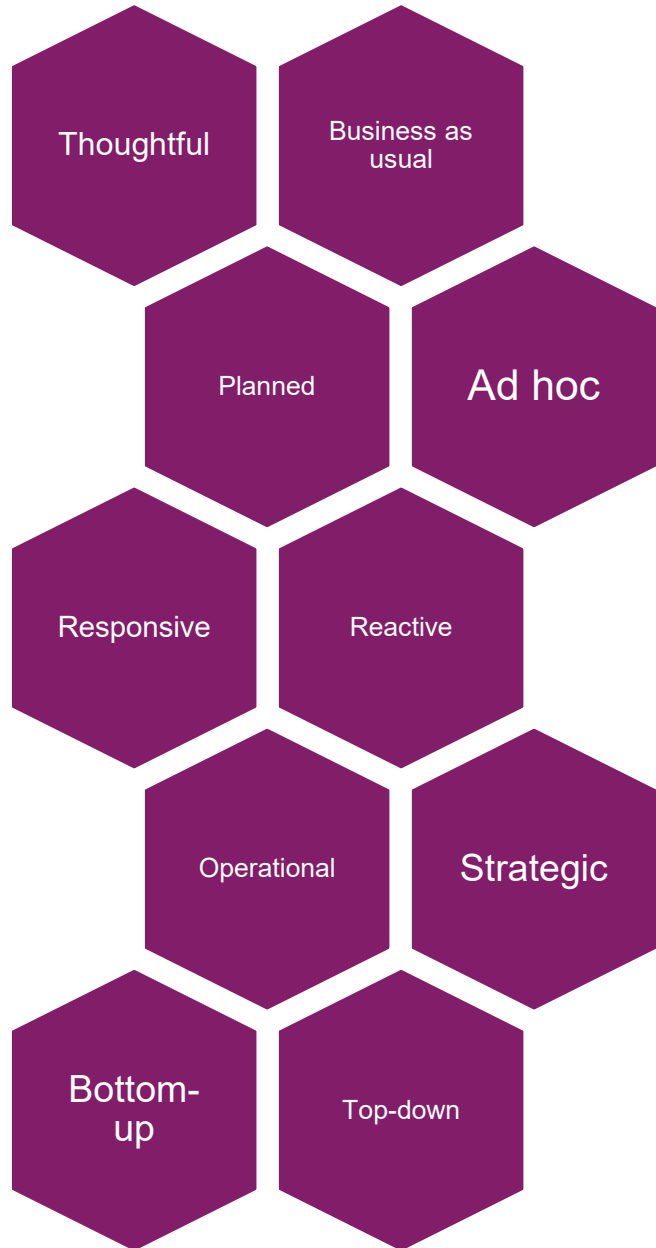 Thoughtful
Business as
usual
Planned
Ad hoc
Responsive
Reactive
Operational
Strategic
Bottom-
up
Top-down